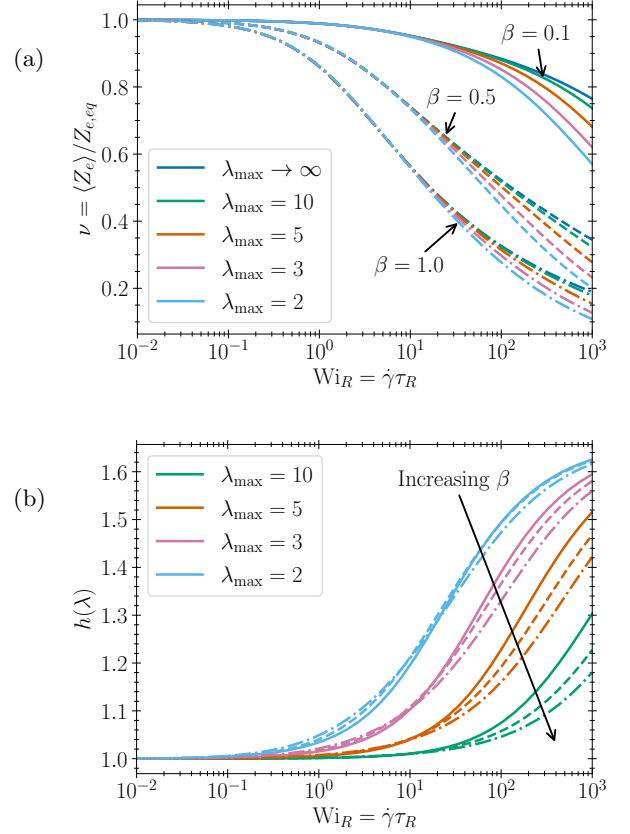 (a)
ν = ⟨Z_e⟩/Z_{e,eq}
1.0
0.8
0.6
0.4
0.2
β = 0.1
β = 0.5
β = 1.0
λ_max → ∞
λ_max = 10
λ_max = 5
λ_max = 3
λ_max = 2
10^−2 10^−1 10^0 10^1 10^2 10^3
Wi_R = γ̇τ_R
(b)
h(λ)
1.6
1.5
1.4
1.3
1.2
1.1
1.0
λ_max = 10
λ_max = 5
λ_max = 3
λ_max = 2
Increasing β
10^−2 10^−1 10^0 10^1 10^2 10^3
Wi_R = γ̇τ_R